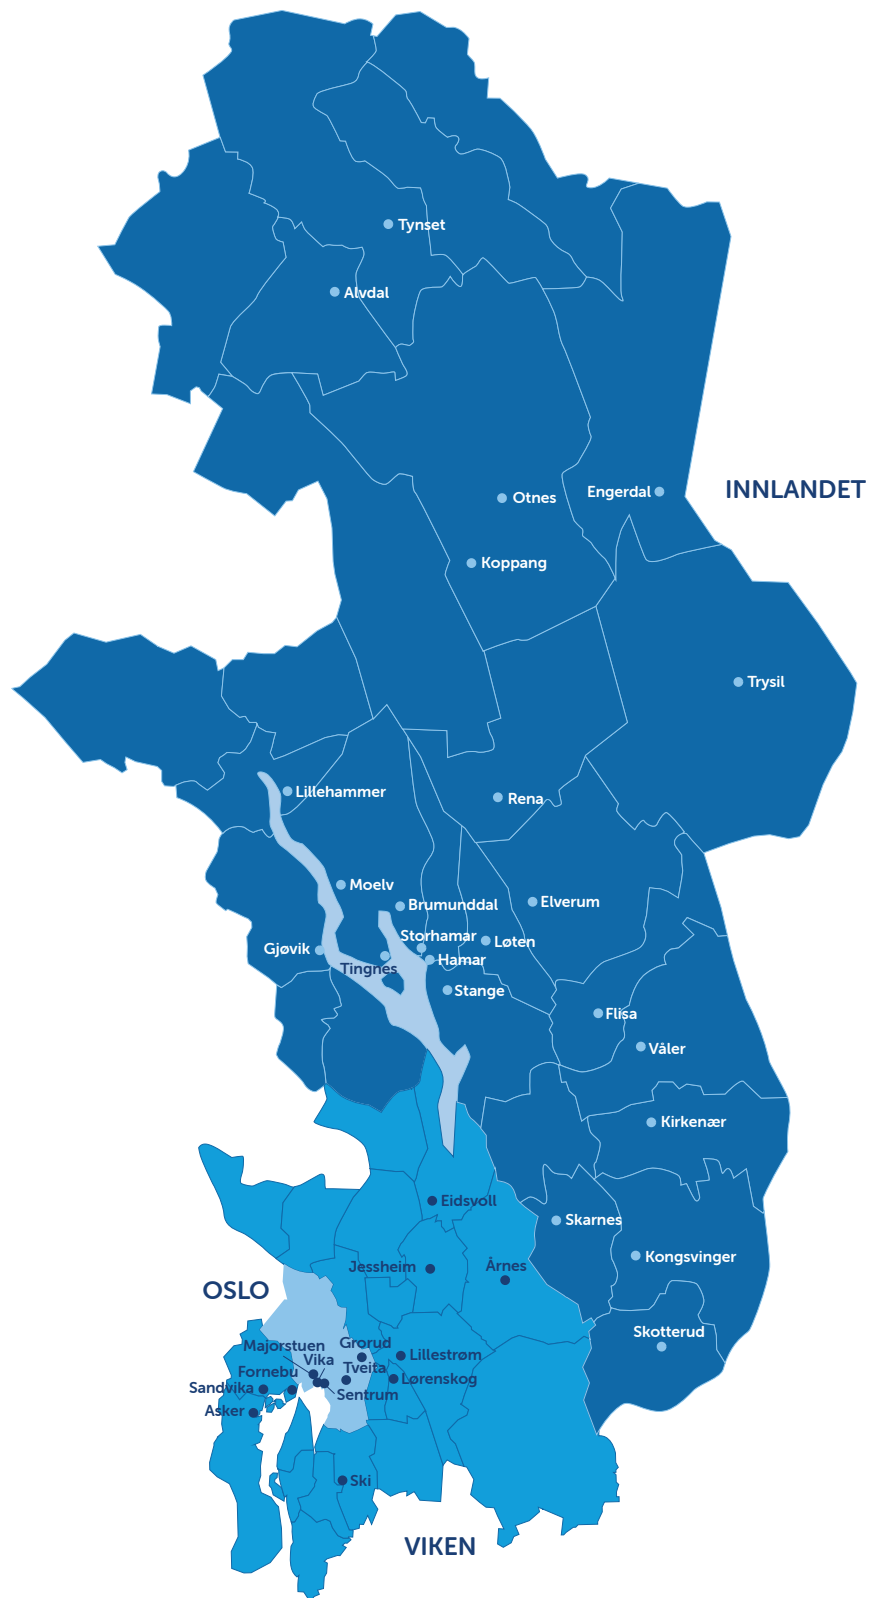 Tynset
Alvdal
INNLANDET
Engerdal
Otnes
Koppang
Trysil
Lillehammer
Rena
Moelv
Brumunddal
Elverum
Storhamar
Løten
Gjøvik
Hamar
Tingnes
Stange
Flisa
Våler
Kirkenær
Eidsvoll
Skarnes
Kongsvinger
Jessheim
Årnes
OSLO
Skotterud
Majorstuen
Grorud
Vika
Lillestrøm
Tveita
Fornebu
Lørenskog
Sandvika
Sentrum
Asker
Ski
VIKEN